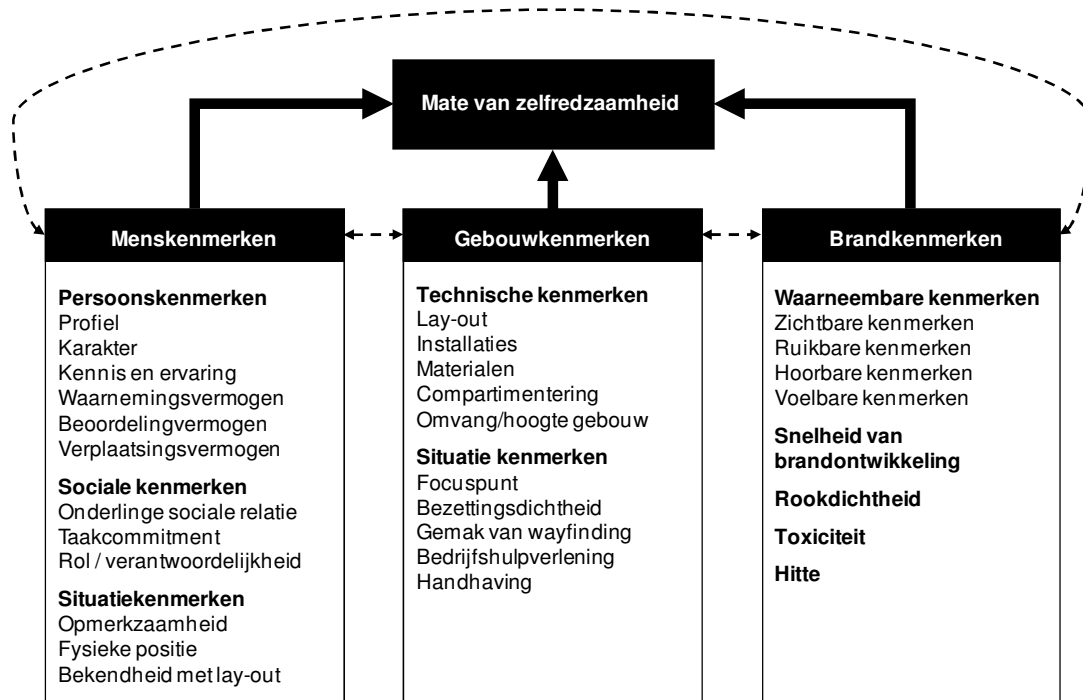 Mate van zelfredzaamheid
Menskenmerken
Persoonskenmerken
Profiel
Karakter
Kennis en ervaring
Waarnemingsvermogen
Beoordelingvermogen
Verplaatsingsvermogen
Sociale kenmerken
Onderlinge sociale relatie
Taakcommitment
Rol / verantwoordelijkheid
Situatiekenmerken
Opmerkzaamheid
Fysieke positie
Bekendheid met lay-out
Gebouwkenmerken
Technische kenmerken
Lay-out
Installaties
Materialen
Compartimentering
Omvang/hoogte gebouw
Situatie kenmerken
Focuspunt
Bezettingsdichtheid
Gemak van wayfinding
Bedrijfshulpverlening
Handhaving
Brandkenmerken
Waarneembare kenmerken
Zichtbare kenmerken
Ruikbare kenmerken
Hoorbare kenmerken
Voelbare kenmerken
Snelheid van
brandontwikkeling
Rookdichtheid
Toxiciteit
Hitte